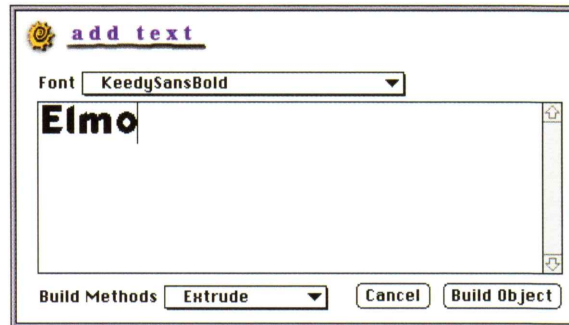 add text
Font KeedySansBold
Elmo
Build Methods Extrude Cancel Build Object